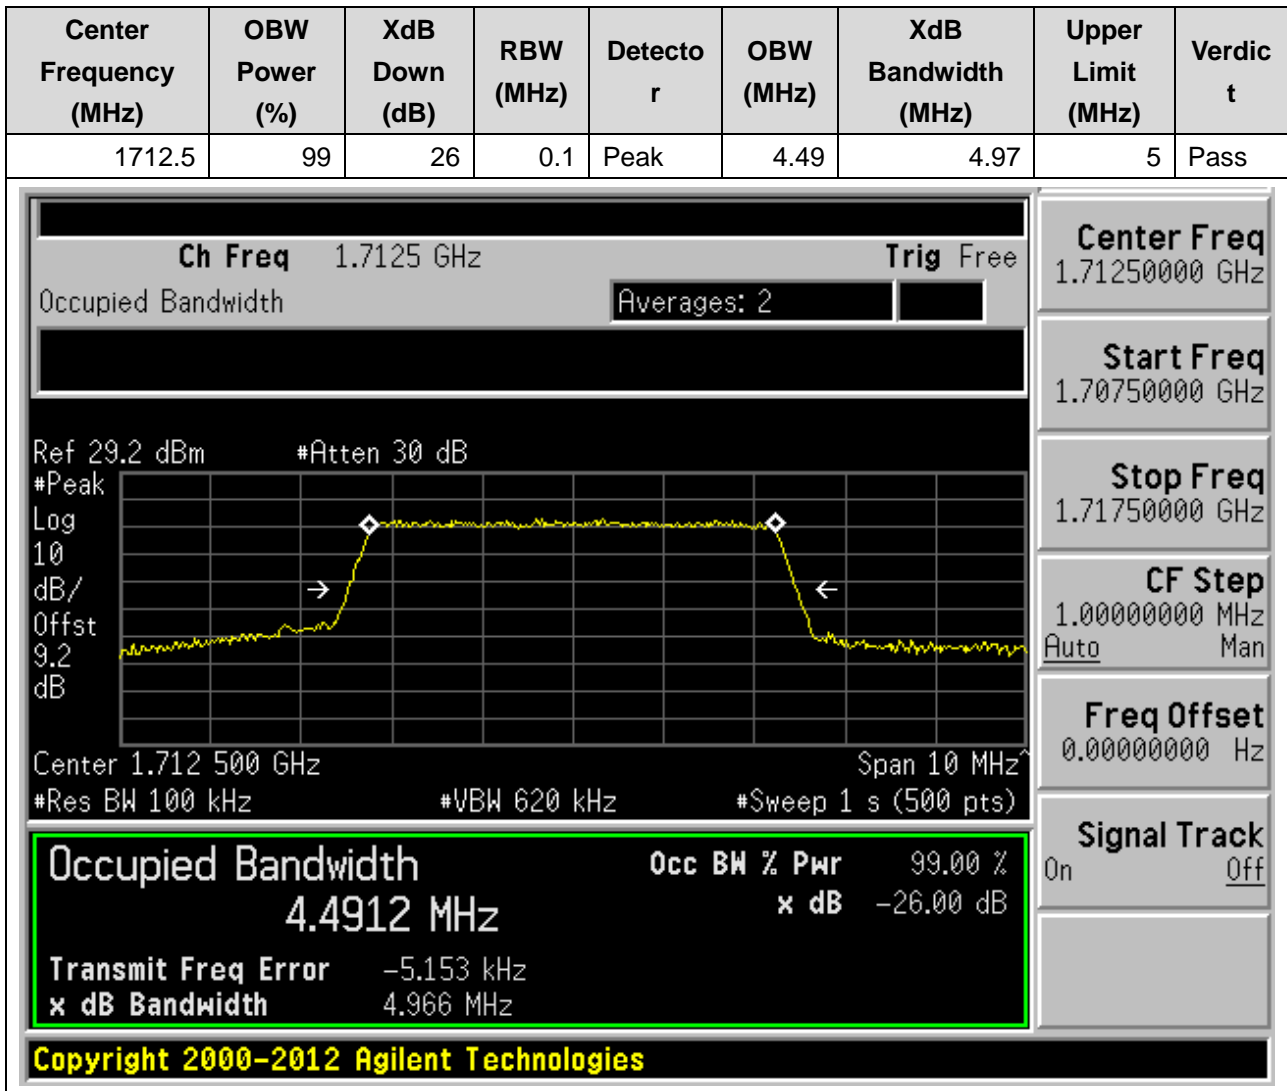 Center Frequency (MHz) OBW Power (%) XdB Down (dB) RBW (MHz) Detector OBW (MHz) XdB Bandwidth (MHz) Upper Limit (MHz) Verdict
1712.5 99 26 0.1 Peak 4.49 4.97 5 Pass
Ch Freq 1.7125 GHz Trig Free
Occupied Bandwidth Averages: 2
Ref 29.2 dBm #Atten 30 dB
#Peak
Log
10
dB/
Offst
9.2
dB
Center 1.712 500 GHz Span 10 MHz^
#Res BW 100 kHz #VBW 620 kHz #Sweep 1 s (500 pts)
Occupied Bandwidth Occ BW % Pwr 99.00 %
4.4912 MHz x dB -26.00 dB
Transmit Freq Error -5.153 kHz
x dB Bandwidth 4.966 MHz
Copyright 2000-2012 Agilent Technologies
Center Freq
1.71250000 GHz
Start Freq
1.70750000 GHz
Stop Freq
1.71750000 GHz
CF Step
1.00000000 MHz
Auto Man
Freq Offset
0.00000000 Hz
Signal Track
On Off